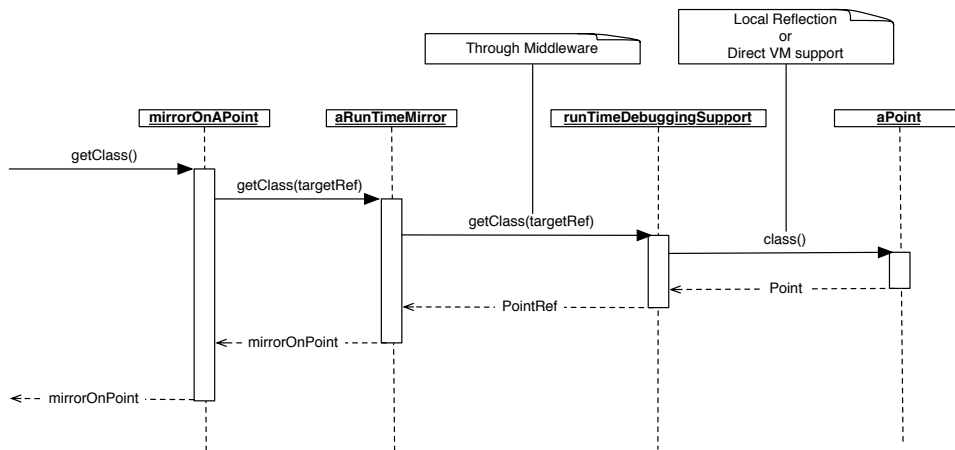 Local Reflection
or
Direct VM support
Through Middleware
mirrorOnAPoint
aRunTimeMirror
runTimeDebuggingSupport
aPoint
getClass()
getClass(targetRef)
getClass(targetRef)
class()
Point
PointRef
mirrorOnPoint
mirrorOnPoint